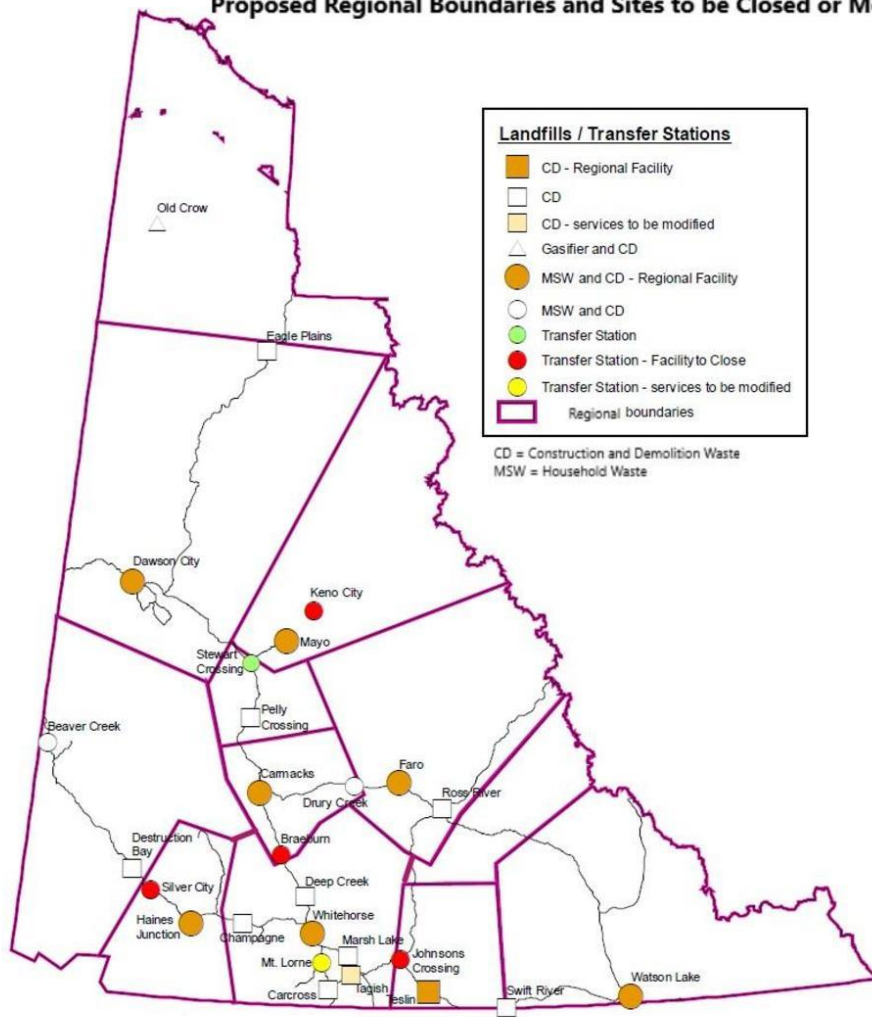 Proposed Regional Boundaries and Sites to be Closed or Mo
Landfills / Transfer Stations
CD - Regional Facility
CD
CD - services to be modified
Gasifier and CD
MSW and CD - Regional Facility
MSW and CD
Transfer Station
Transfer Station - Facility to Close
Transfer Station - services to be modified
Regional boundaries
CD = Construction and Demolition Waste
MSW = Household Waste
Old Crow
Eagle Plains
Dawson City
Keno City
Mayo
Stewart
Crossing
Pelly
Crossing
Beaver Creek
Carmacks
Faro
Drury Creek
Ross River
Destruction
Bay
Braeburn
Silver City
Deep Creek
Haines
Junction
Champagne
Whitehorse
Marsh Lake
Mt. Lorne
Johnsons
Crossing
Tagish
Carcross
Teslin
Swift River
Watson Lake